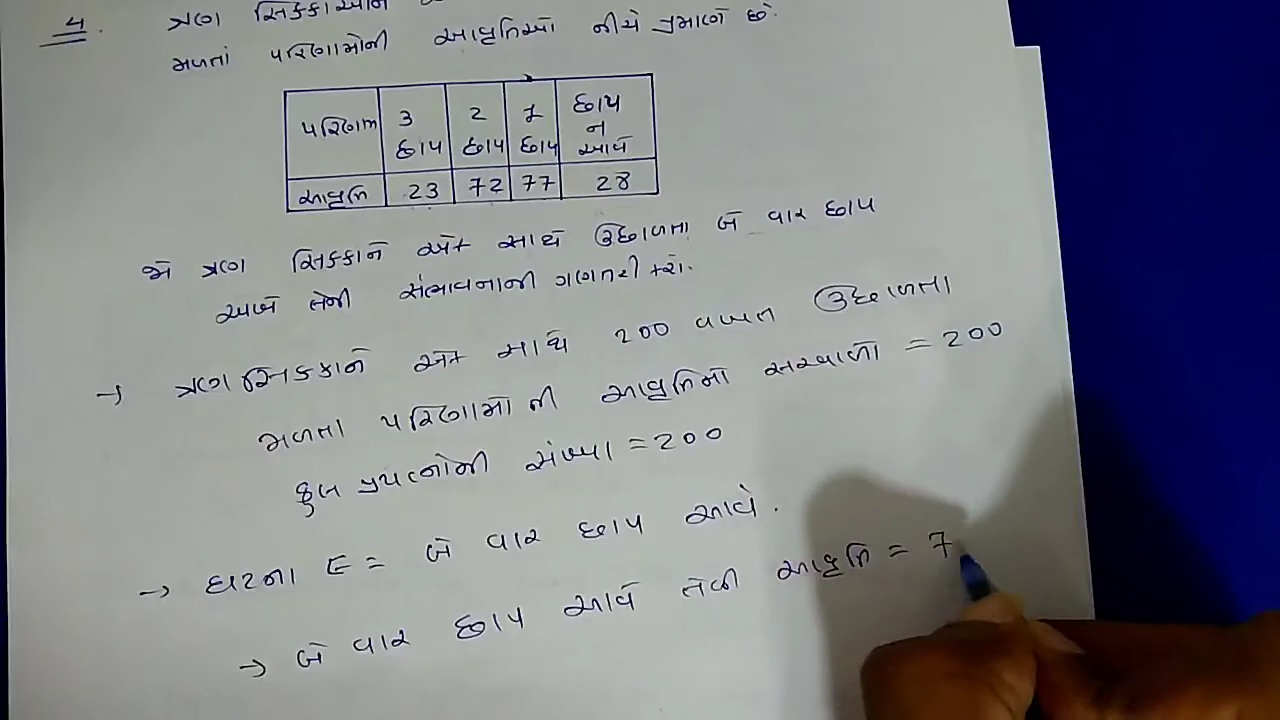 4. ત્રણ સિક્કાઓને
મળતાં પરિણામોની આવૃત્તિઓ નીચે પ્રમાણે છે.
પરિણામ 3 છાપ 2 છાપ 1 છાપ છાપ ન આવે
આવૃત્તિ 23 72 77 28
જો ત્રણ સિક્કાને એક સાથે ઉછાળતા બે વાર છાપ
આવે તેની સંભાવનાની ગણતરી કરો.
→ ત્રણ સિક્કાને એક સાથે 200 વખત ઉછાળતા
મળતા પરિણામો ની આવૃત્તિનો સરવાળો = 200
કુલ પ્રયત્નોની સંખ્યા = 200
→ ઘટના E = બે વાર છાપ આવે.
→ બે વાર છાપ આવે તેની આવૃત્તિ = 7